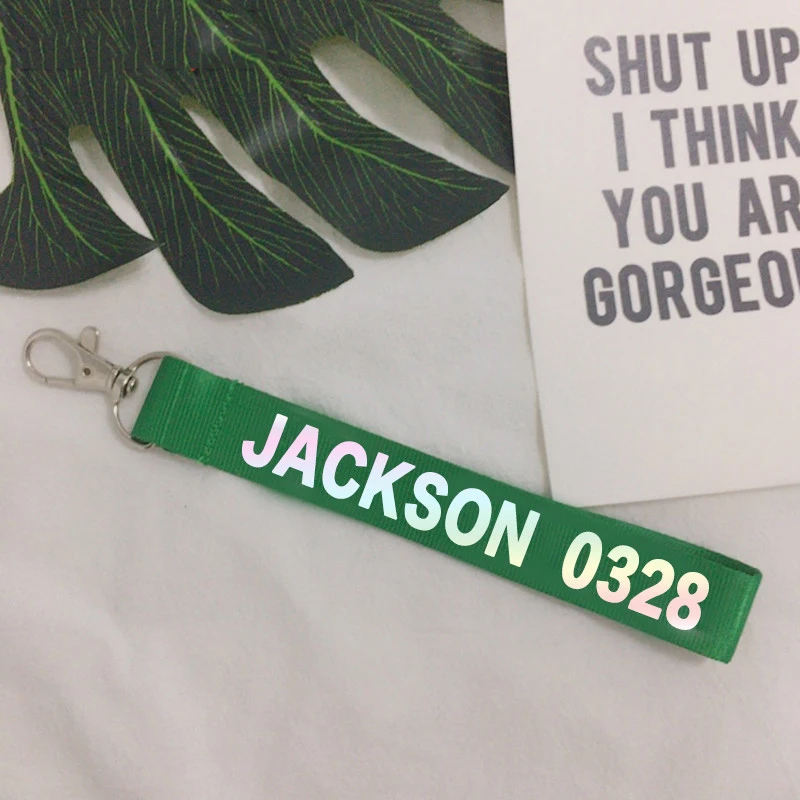 SHUT UP
I THINK
YOU AR
GORGEO
JACKSON 0328